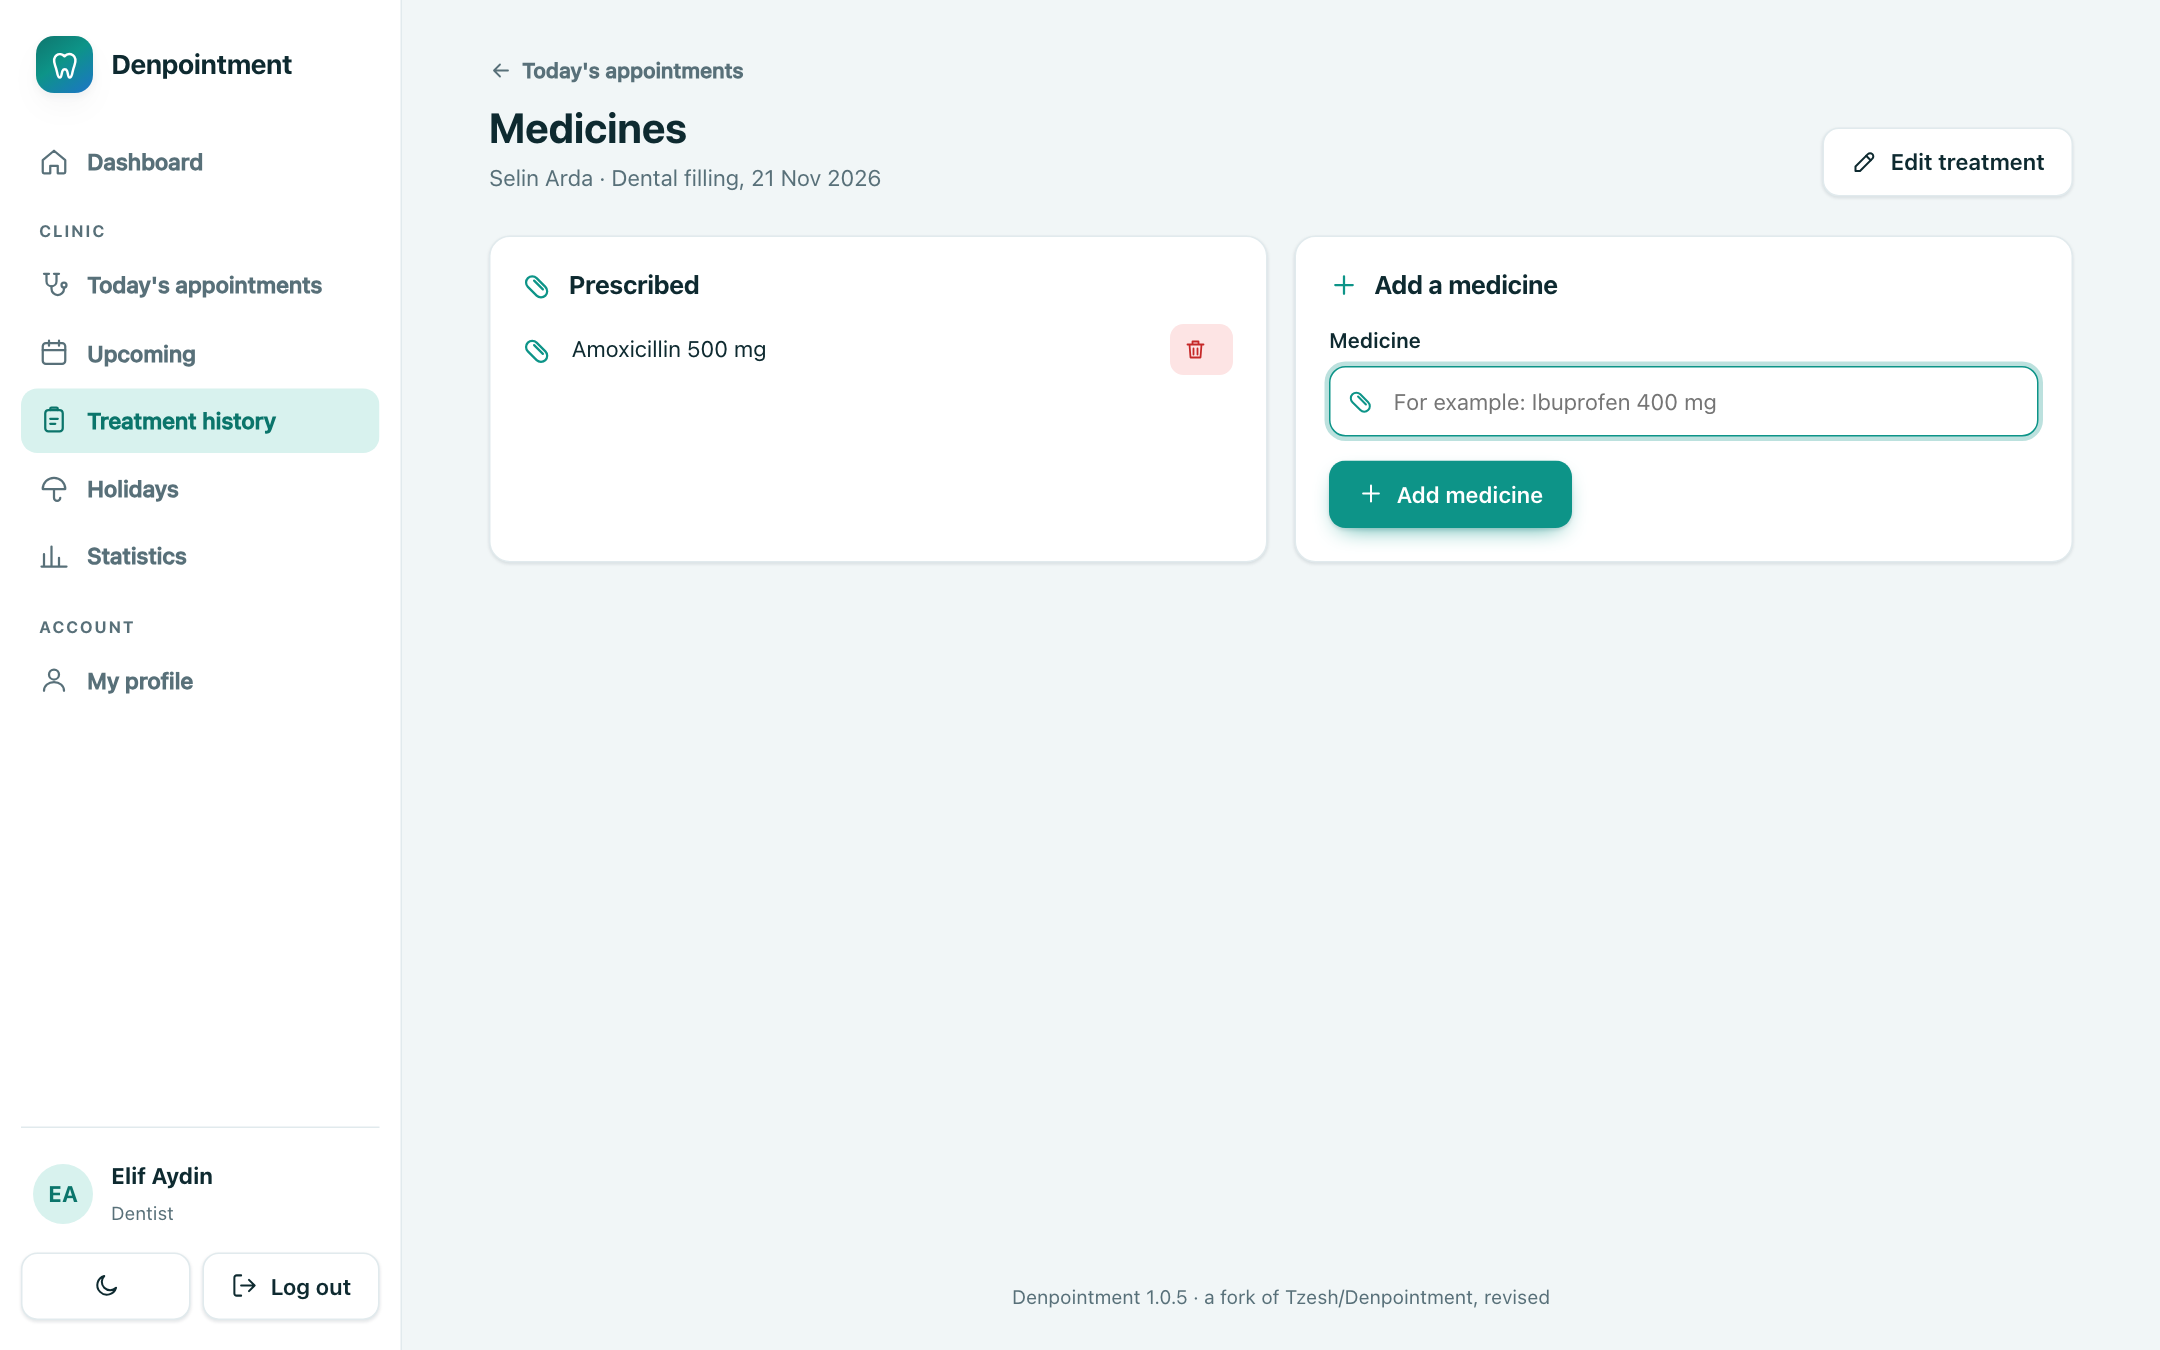 Denpointment
Dashboard
CLINIC
Today's appointments
Upcoming
Treatment history
Holidays
Statistics
ACCOUNT
My profile
EA
Elif Aydin
Dentist
Log out
Today's appointments
Medicines
Selin Arda · Dental filling, 21 Nov 2026
Edit treatment
Prescribed
Amoxicillin 500 mg
Add a medicine
Medicine
For example: Ibuprofen 400 mg
Add medicine
Denpointment 1.0.5 · a fork of Tzesh/Denpointment, revised